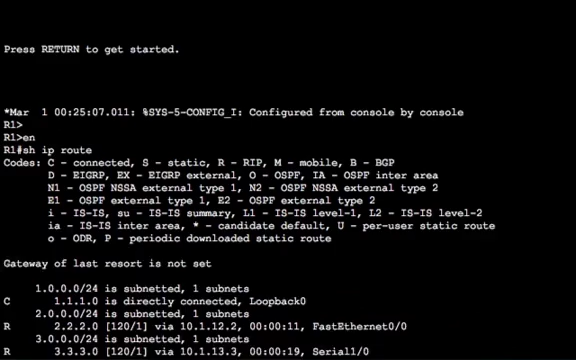 Press RETURN to get started.
*Mar  1 00:25:07.011: %SYS-5-CONFIG_I: Configured from console by console
R1>
R1>en
R1#sh ip route
Codes: C - connected, S - static, R - RIP, M - mobile, B - BGP
D - EIGRP, EX - EIGRP external, O - OSPF, IA - OSPF inter area
N1 - OSPF NSSA external type 1, N2 - OSPF NSSA external type 2
E1 - OSPF external type 1, E2 - OSPF external type 2
i - IS-IS, su - IS-IS summary, L1 - IS-IS level-1, L2 - IS-IS level-2
ia - IS-IS inter area, * - candidate default, U - per-user static route
o - ODR, P - periodic downloaded static route
Gateway of last resort is not set
1.0.0.0/24 is subnetted, 1 subnets
C 1.1.1.0 is directly connected, Loopback0
2.0.0.0/24 is subnetted, 1 subnets
R 2.2.2.0 [120/1] via 10.1.12.2, 00:00:11, FastEthernet0/0
3.0.0.0/24 is subnetted, 1 subnets
R 3.3.3.0 [120/1] via 10.1.13.3, 00:00:19, Serial1/0